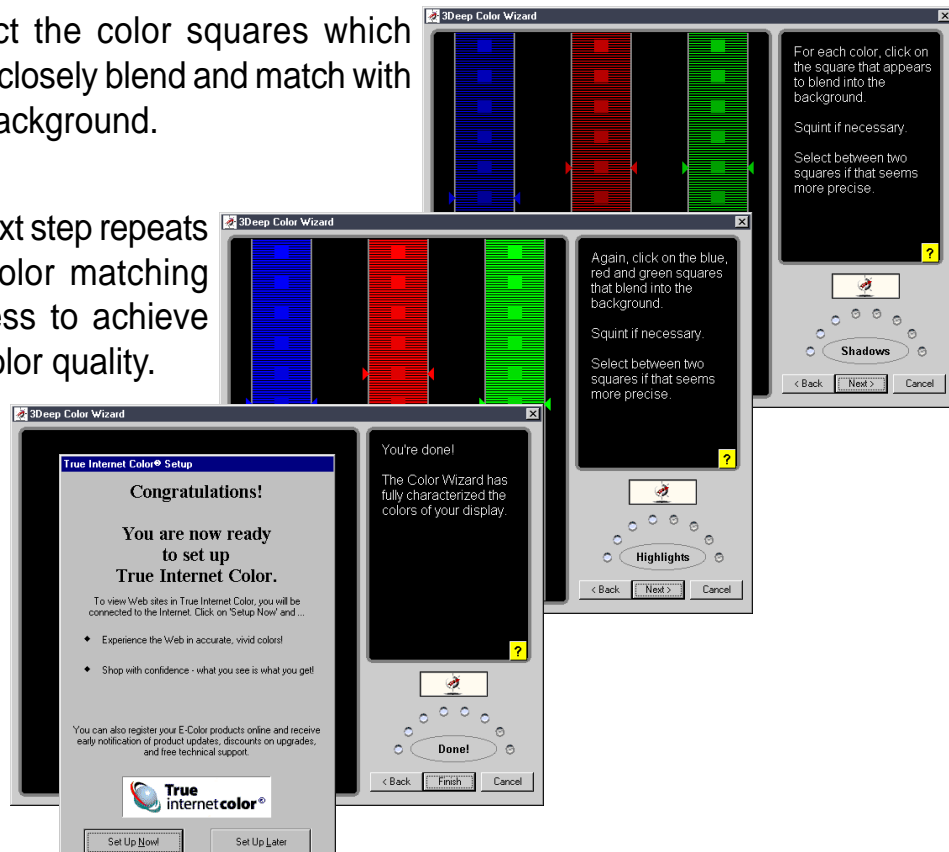 ct the color squares which
closely blend and match with
ackground.
xt step repeats
olor matching
ess to achieve
olor quality.
3Deep Color Wizard
For each color, click on
the square that appears
to blend into the
background.
Squint if necessary.
Select between two
squares if that seems
more precise.
?
Shadows
< Back
Next >
Cancel
3Deep Color Wizard
Again, click on the blue,
red and green squares
that blend into the
background.
Squint if necessary.
Select between two
squares if that seems
more precise.
?
Highlights
< Back
Next >
Cancel
3Deep Color Wizard
True Internet Color® Setup
Congratulations!
You are now ready
to set up
True Internet Color.
To view Web sites in True Internet Color, you will be
connected to the Internet. Click on 'Setup Now' and ...
Experience the Web in accurate, vivid colors!
Shop with confidence - what you see is what you get!
You can also register your E-Color products online and receive
early notification of product updates, discounts on upgrades,
and free technical support.
True
internetcolor®
Set Up Now!
Set Up Later
You're done!
The Color Wizard has
fully characterized the
colors of your display.
?
Done!
< Back
Finish
Cancel